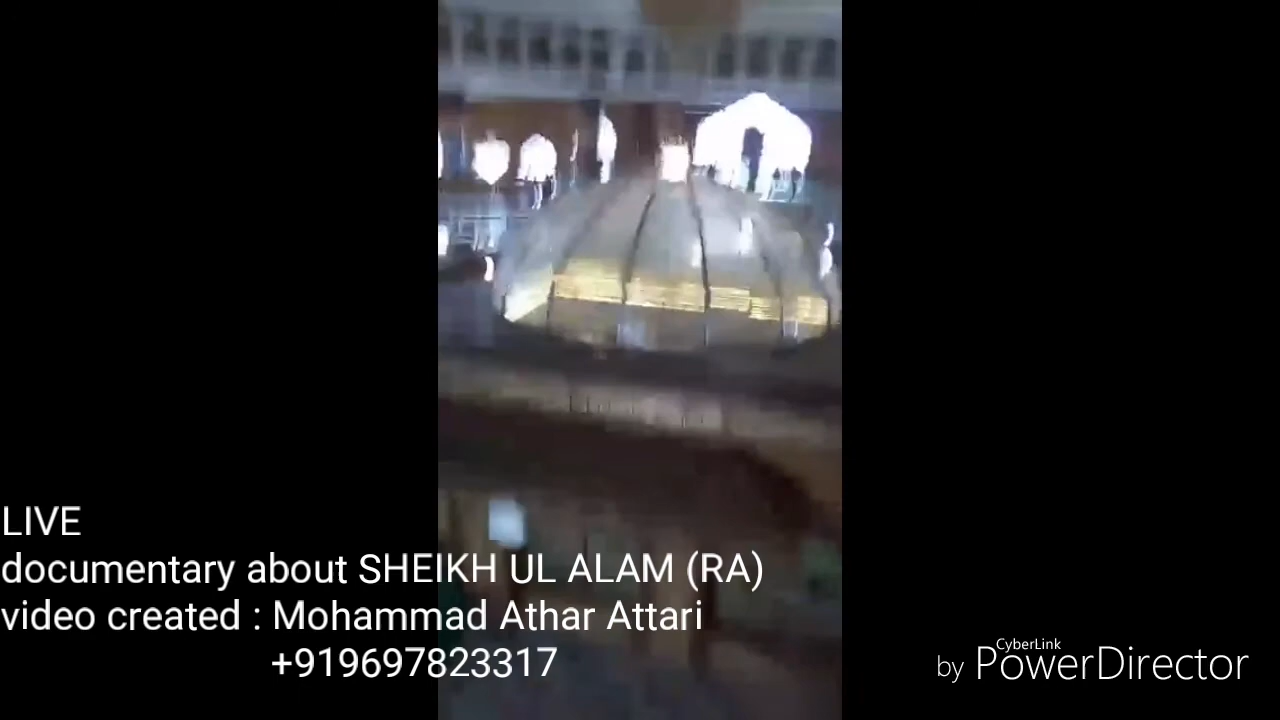 LIVE
documentary about SHEIKH UL ALAM (RA)
video created : Mohammad Athar Attari
+919697823317
CyberLink
by PowerDirector